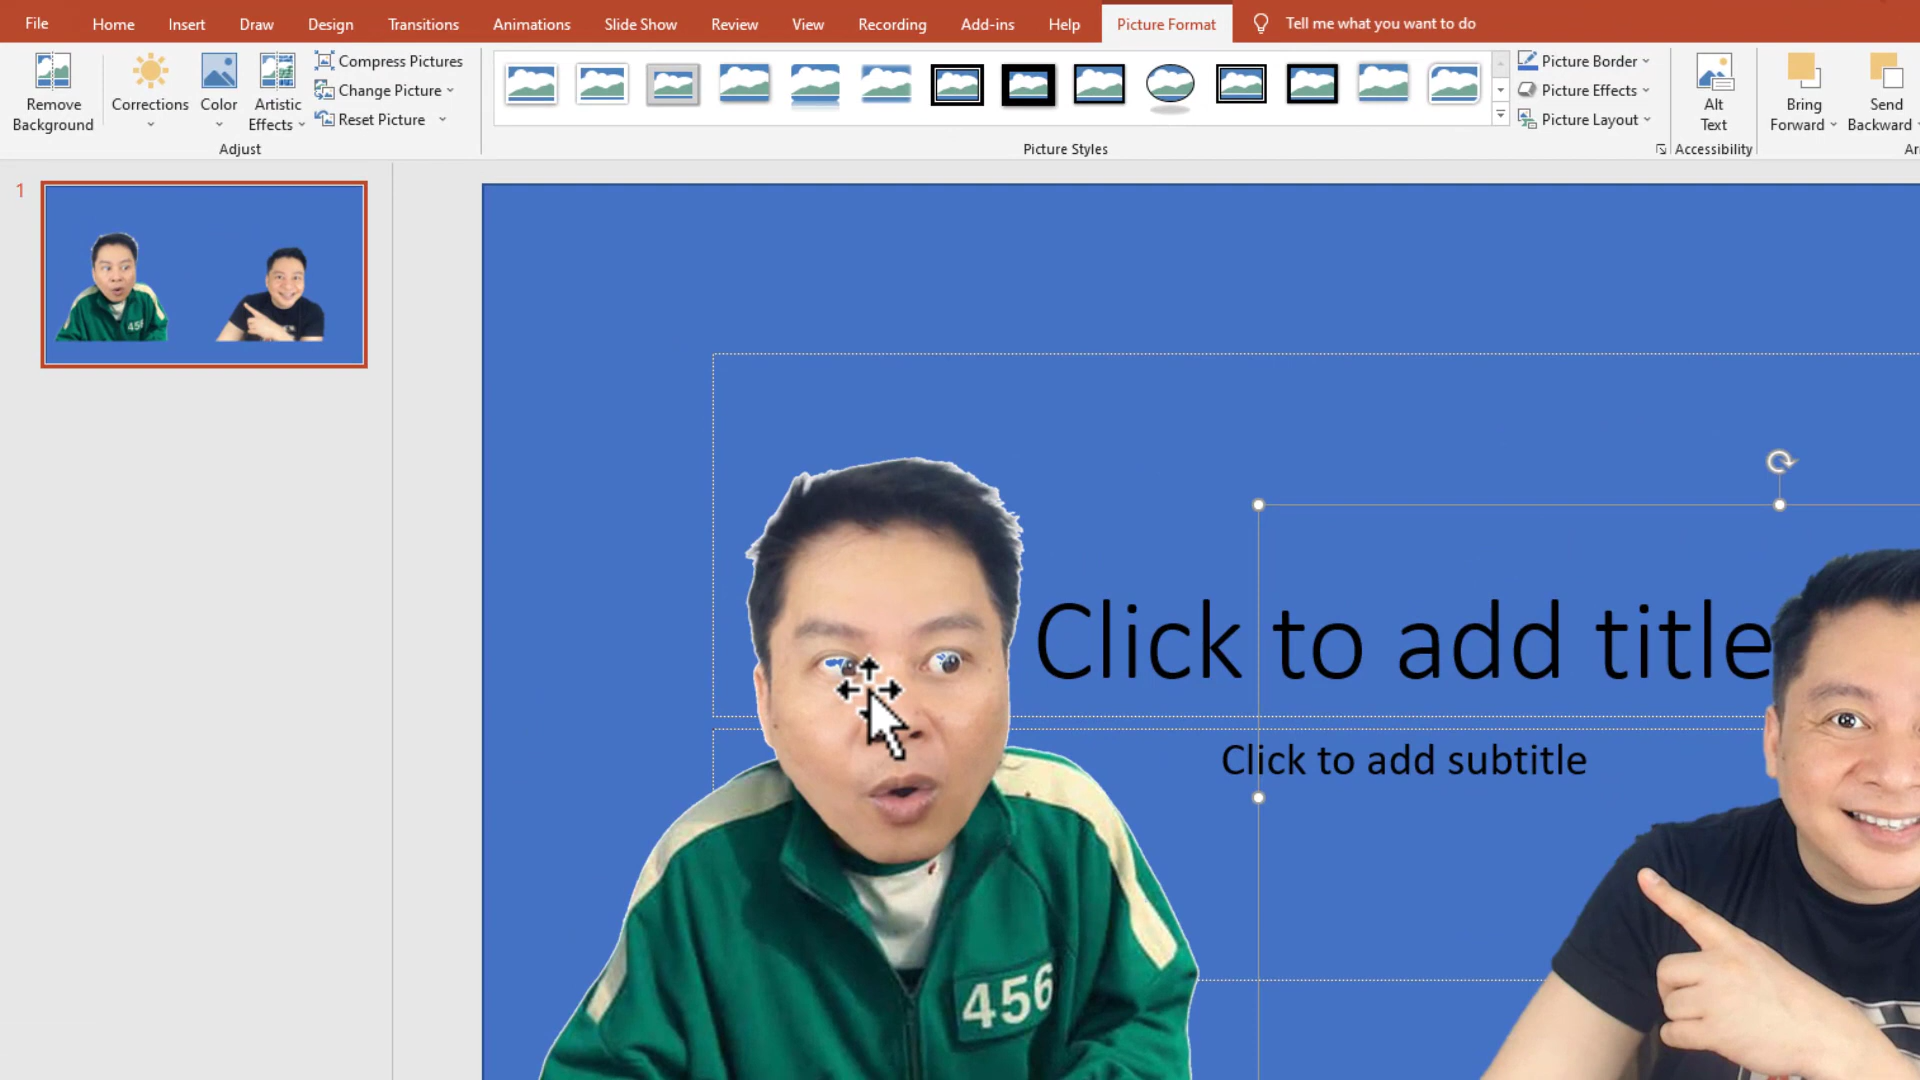 File Home Insert Draw Design Transitions Animations Slide Show Review View Recording Add-ins Help Picture Format Tell me what you want to do
Remove Background
Corrections
Color
Artistic Effects
Compress Pictures
Change Picture
Reset Picture
Adjust
Picture Styles
Picture Border
Picture Effects
Picture Layout
Alt Text
Accessibility
Bring Forward
Send Backward
1
456
Click to add title
Click to add subtitle
456